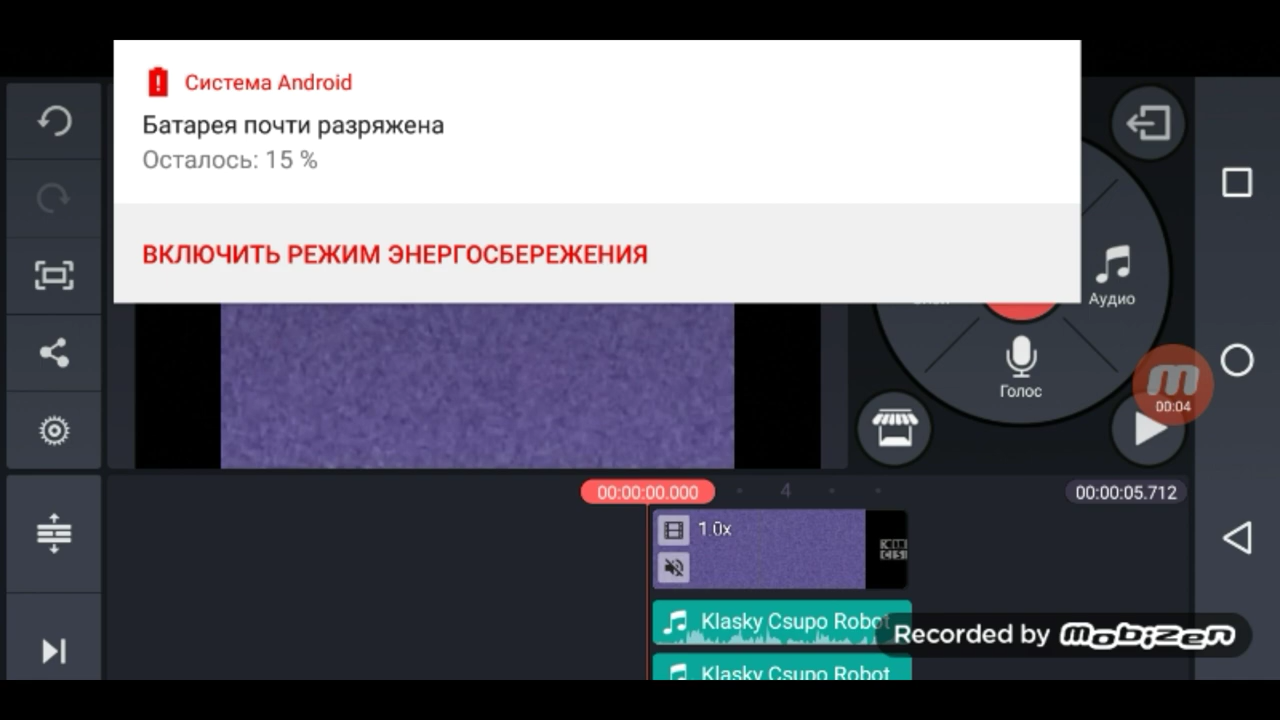 Система Android
Батарея почти разряжена
Осталось: 15 %
ВКЛЮЧИТЬ РЕЖИМ ЭНЕРГОСБЕРЕЖЕНИЯ
Аудио
Голос
00:04
00:00:00.000
4
00:00:05.712
1.0x
Klasky Csupo Robot
Recorded by mobizen
Klasky Csupo Robot